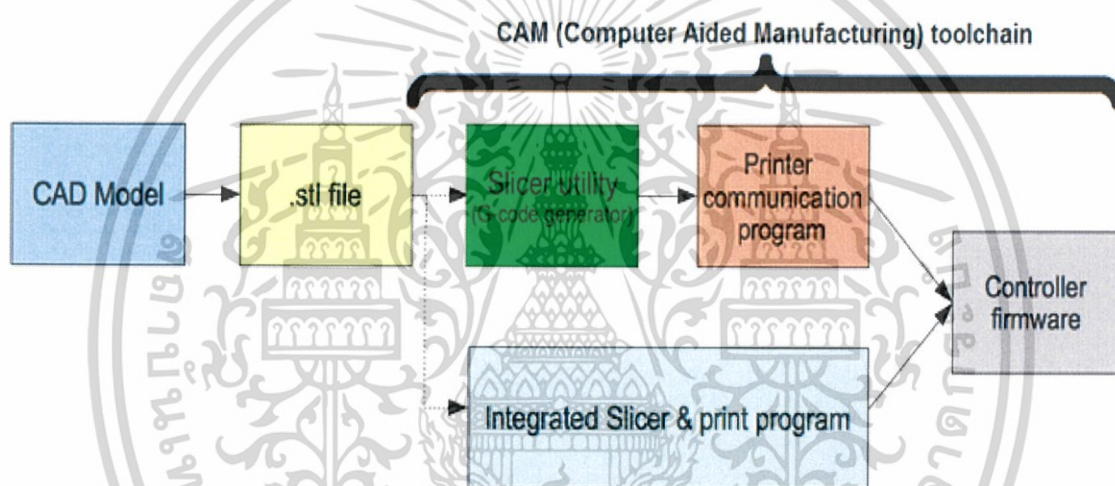 CAM (Computer Aided Manufacturing) toolchain
CAD Model
.stl file
Slicer utility
(G-code generator)
Printer
communication
program
Controller
firmware
Integrated Slicer & print program